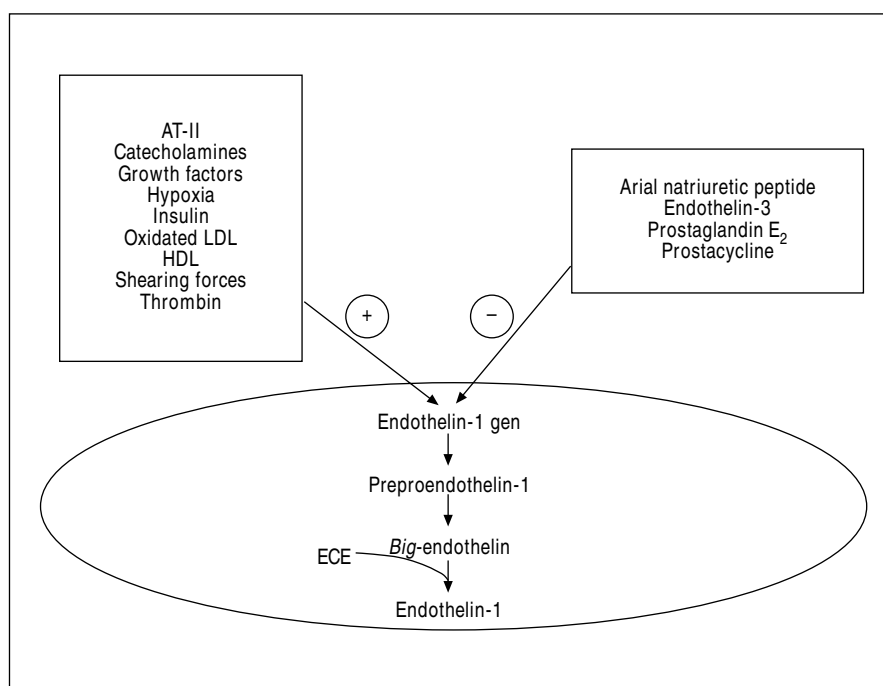 AT-II
Catecholamines
Growth factors
Hypoxia
Insulin
Oxidated LDL
HDL
Shearing forces
Thrombin
+
Arial natriuretic peptide
Endothelin-3
Prostaglandin E2
Prostacycline
−
Endothelin-1 gen
Preproendothelin-1
Big-endothelin
ECE
Endothelin-1